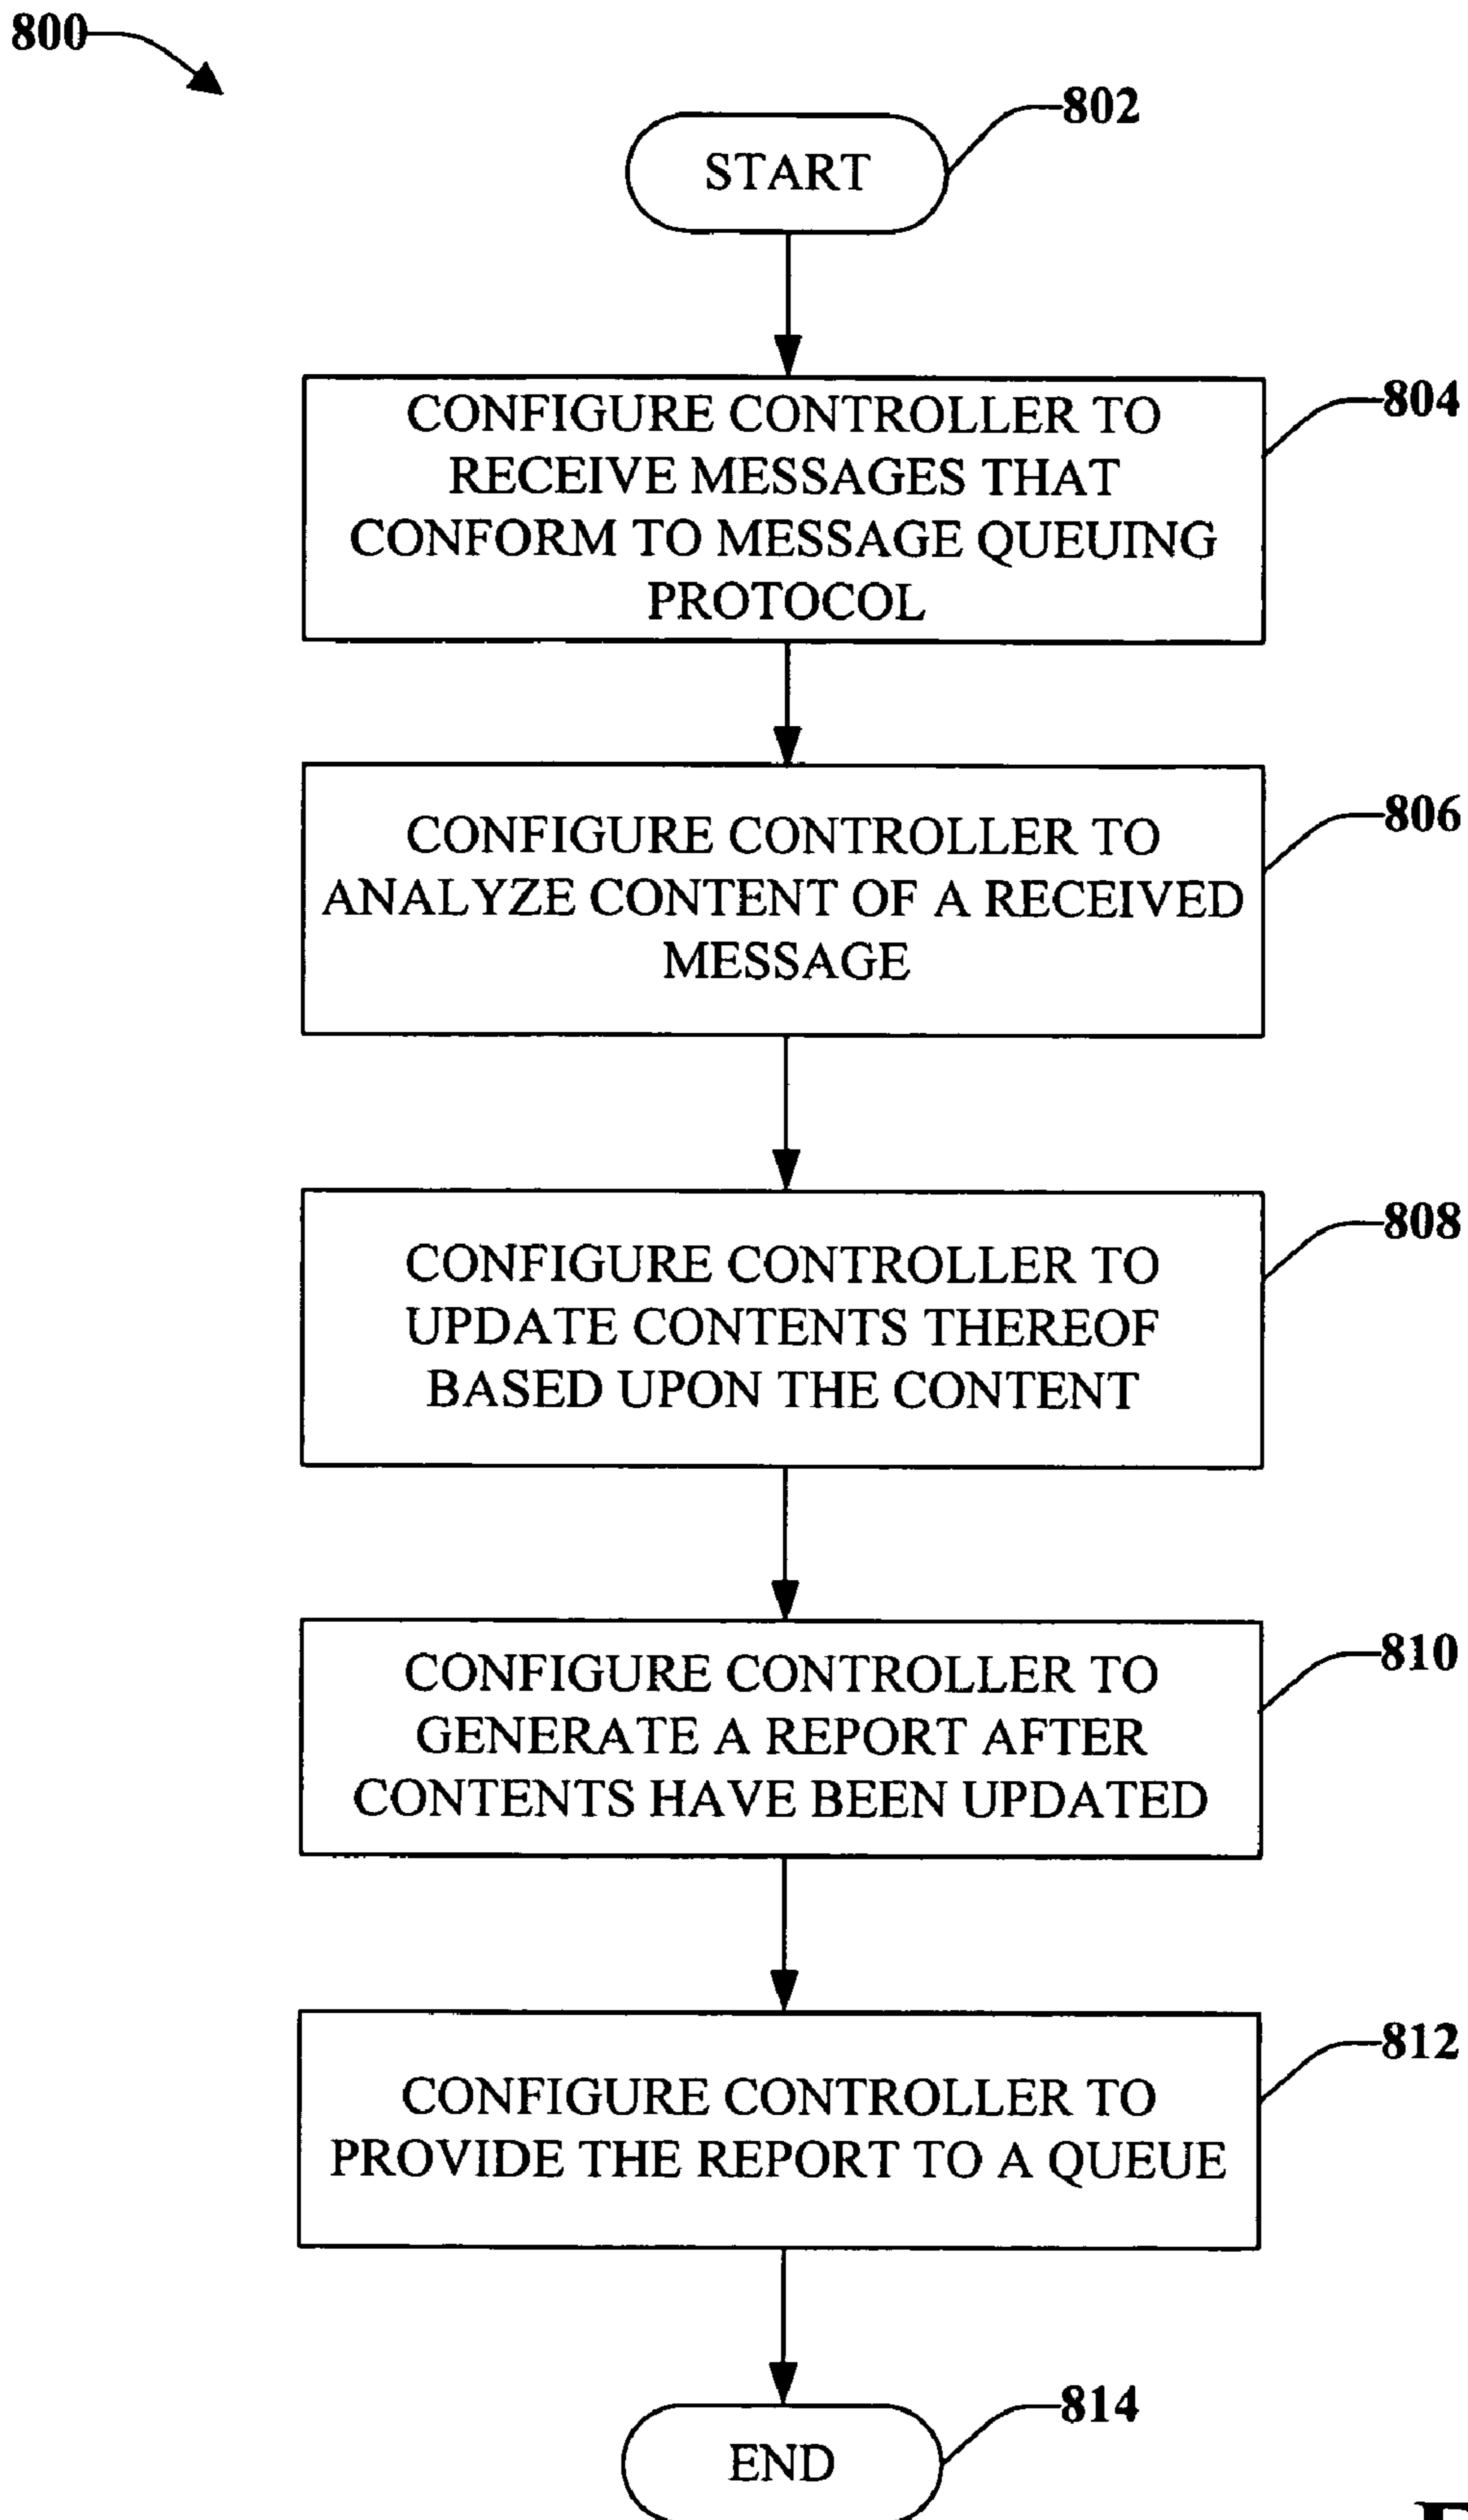 800
802
START
804
CONFIGURE CONTROLLER TO
RECEIVE MESSAGES THAT
CONFORM TO MESSAGE QUEUING
PROTOCOL
806
CONFIGURE CONTROLLER TO
ANALYZE CONTENT OF A RECEIVED
MESSAGE
808
CONFIGURE CONTROLLER TO
UPDATE CONTENTS THEREOF
BASED UPON THE CONTENT
810
CONFIGURE CONTROLLER TO
GENERATE A REPORT AFTER
CONTENTS HAVE BEEN UPDATED
812
CONFIGURE CONTROLLER TO
PROVIDE THE REPORT TO A QUEUE
814
END